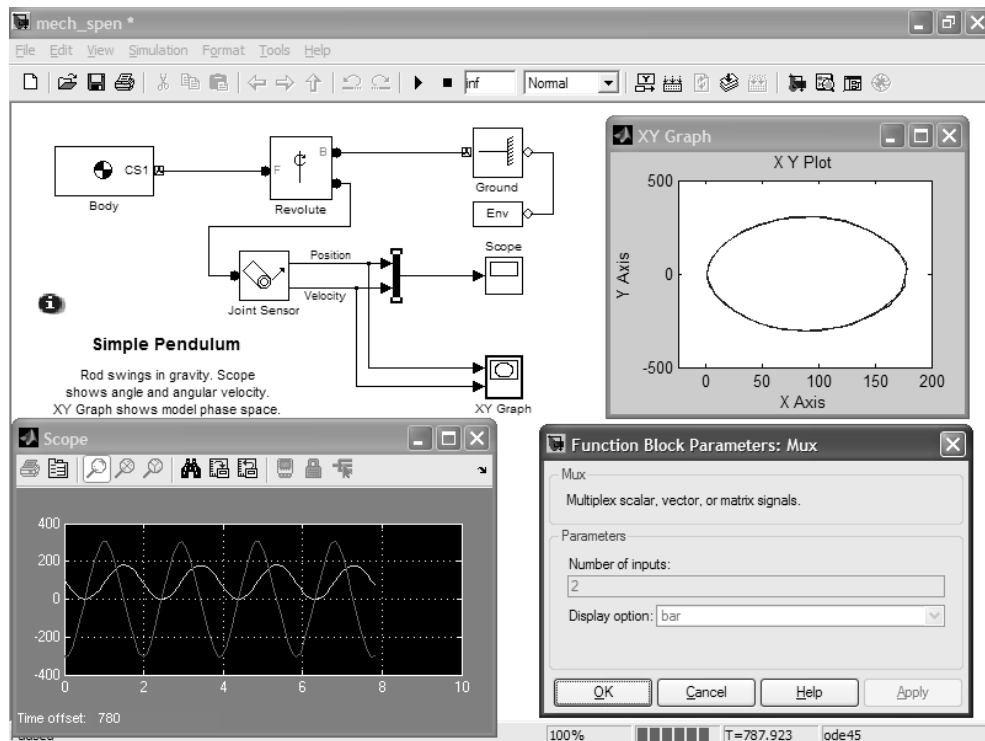 mech_spen *
File Edit View Simulation Format Tools Help
inf Normal
CS1
Body
F B
Revolute
Ground
Env
Scope
Position
Velocity
Joint Sensor
XY Graph
Simple Pendulum
Rod swings in gravity. Scope
shows angle and angular velocity.
XY Graph shows model phase space.
XY Graph
X Y Plot
500
0
-500
Y Axis
0 50 100 150 200
X Axis
Scope
400
200
0
-200
-400
0 2 4 6 8 10
Time offset: 780
Function Block Parameters: Mux
Mux
Multiplex scalar, vector, or matrix signals.
Parameters
Number of inputs:
2
Display option: bar
OK Cancel Help Apply
100% T=787.923 ode45